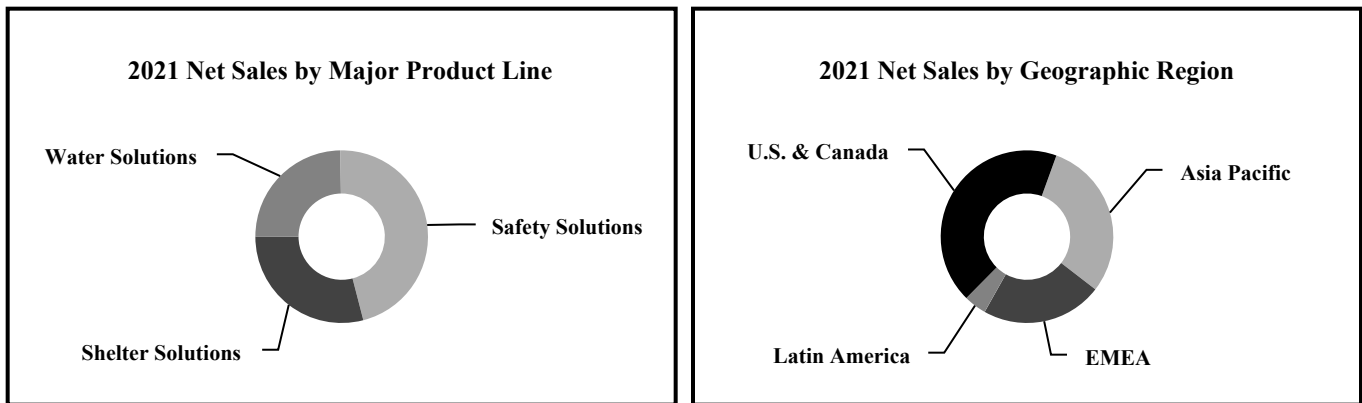 2021 Net Sales by Major Product Line
Water Solutions
Safety Solutions
Shelter Solutions
2021 Net Sales by Geographic Region
U.S. & Canada
Asia Pacific
Latin America
EMEA